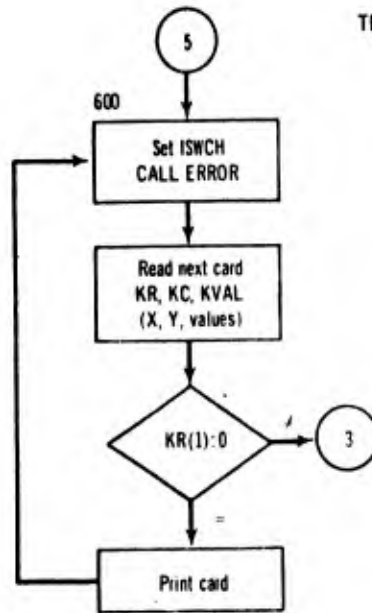 5
TI
600
Set ISWCH
CALL ERROR
Read next card
KR, KC, KVAL
(X, Y, values)
KR(1):0
≠
3
=
Print card